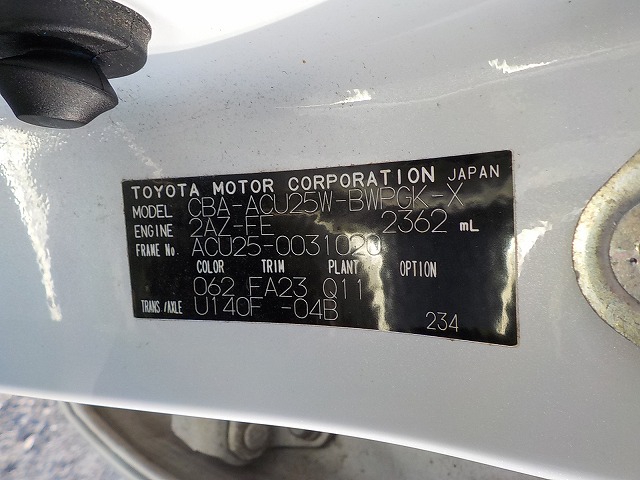 TOYOTA MOTOR CORPORATION JAPAN
MODEL CBA-ACU25W-BWPGK-X
ENGINE 2AZ-FE 2362 mL
FRAME No. ACU25-0031020
COLOR TRIM PLANT OPTION
062 FA23 Q11
TRANS./AXLE U140F -04B
234